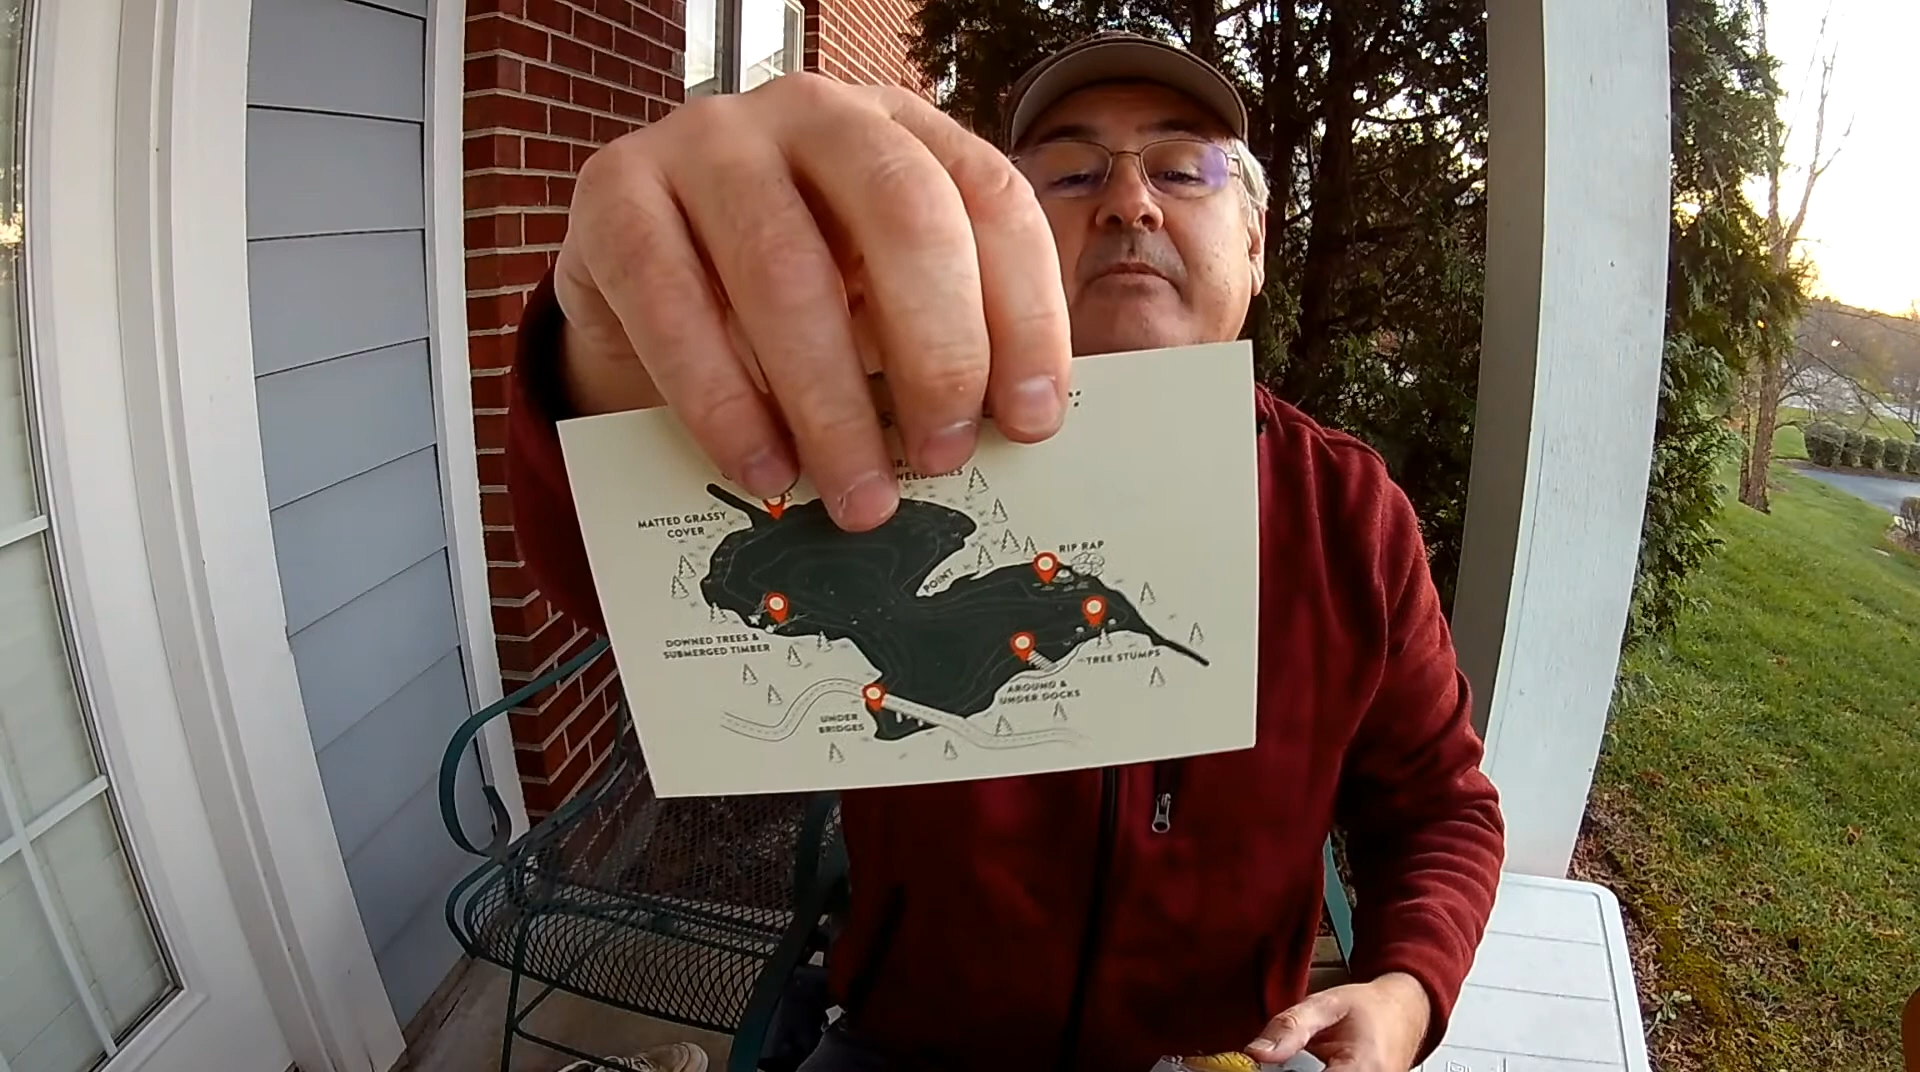 MATTED GRASSY
COVER
POINT
RIP RAP
DOWNED TREES &
SUBMERGED TIMBER
TREE STUMPS
AROUND &
UNDER DOCKS
UNDER
BRIDGES